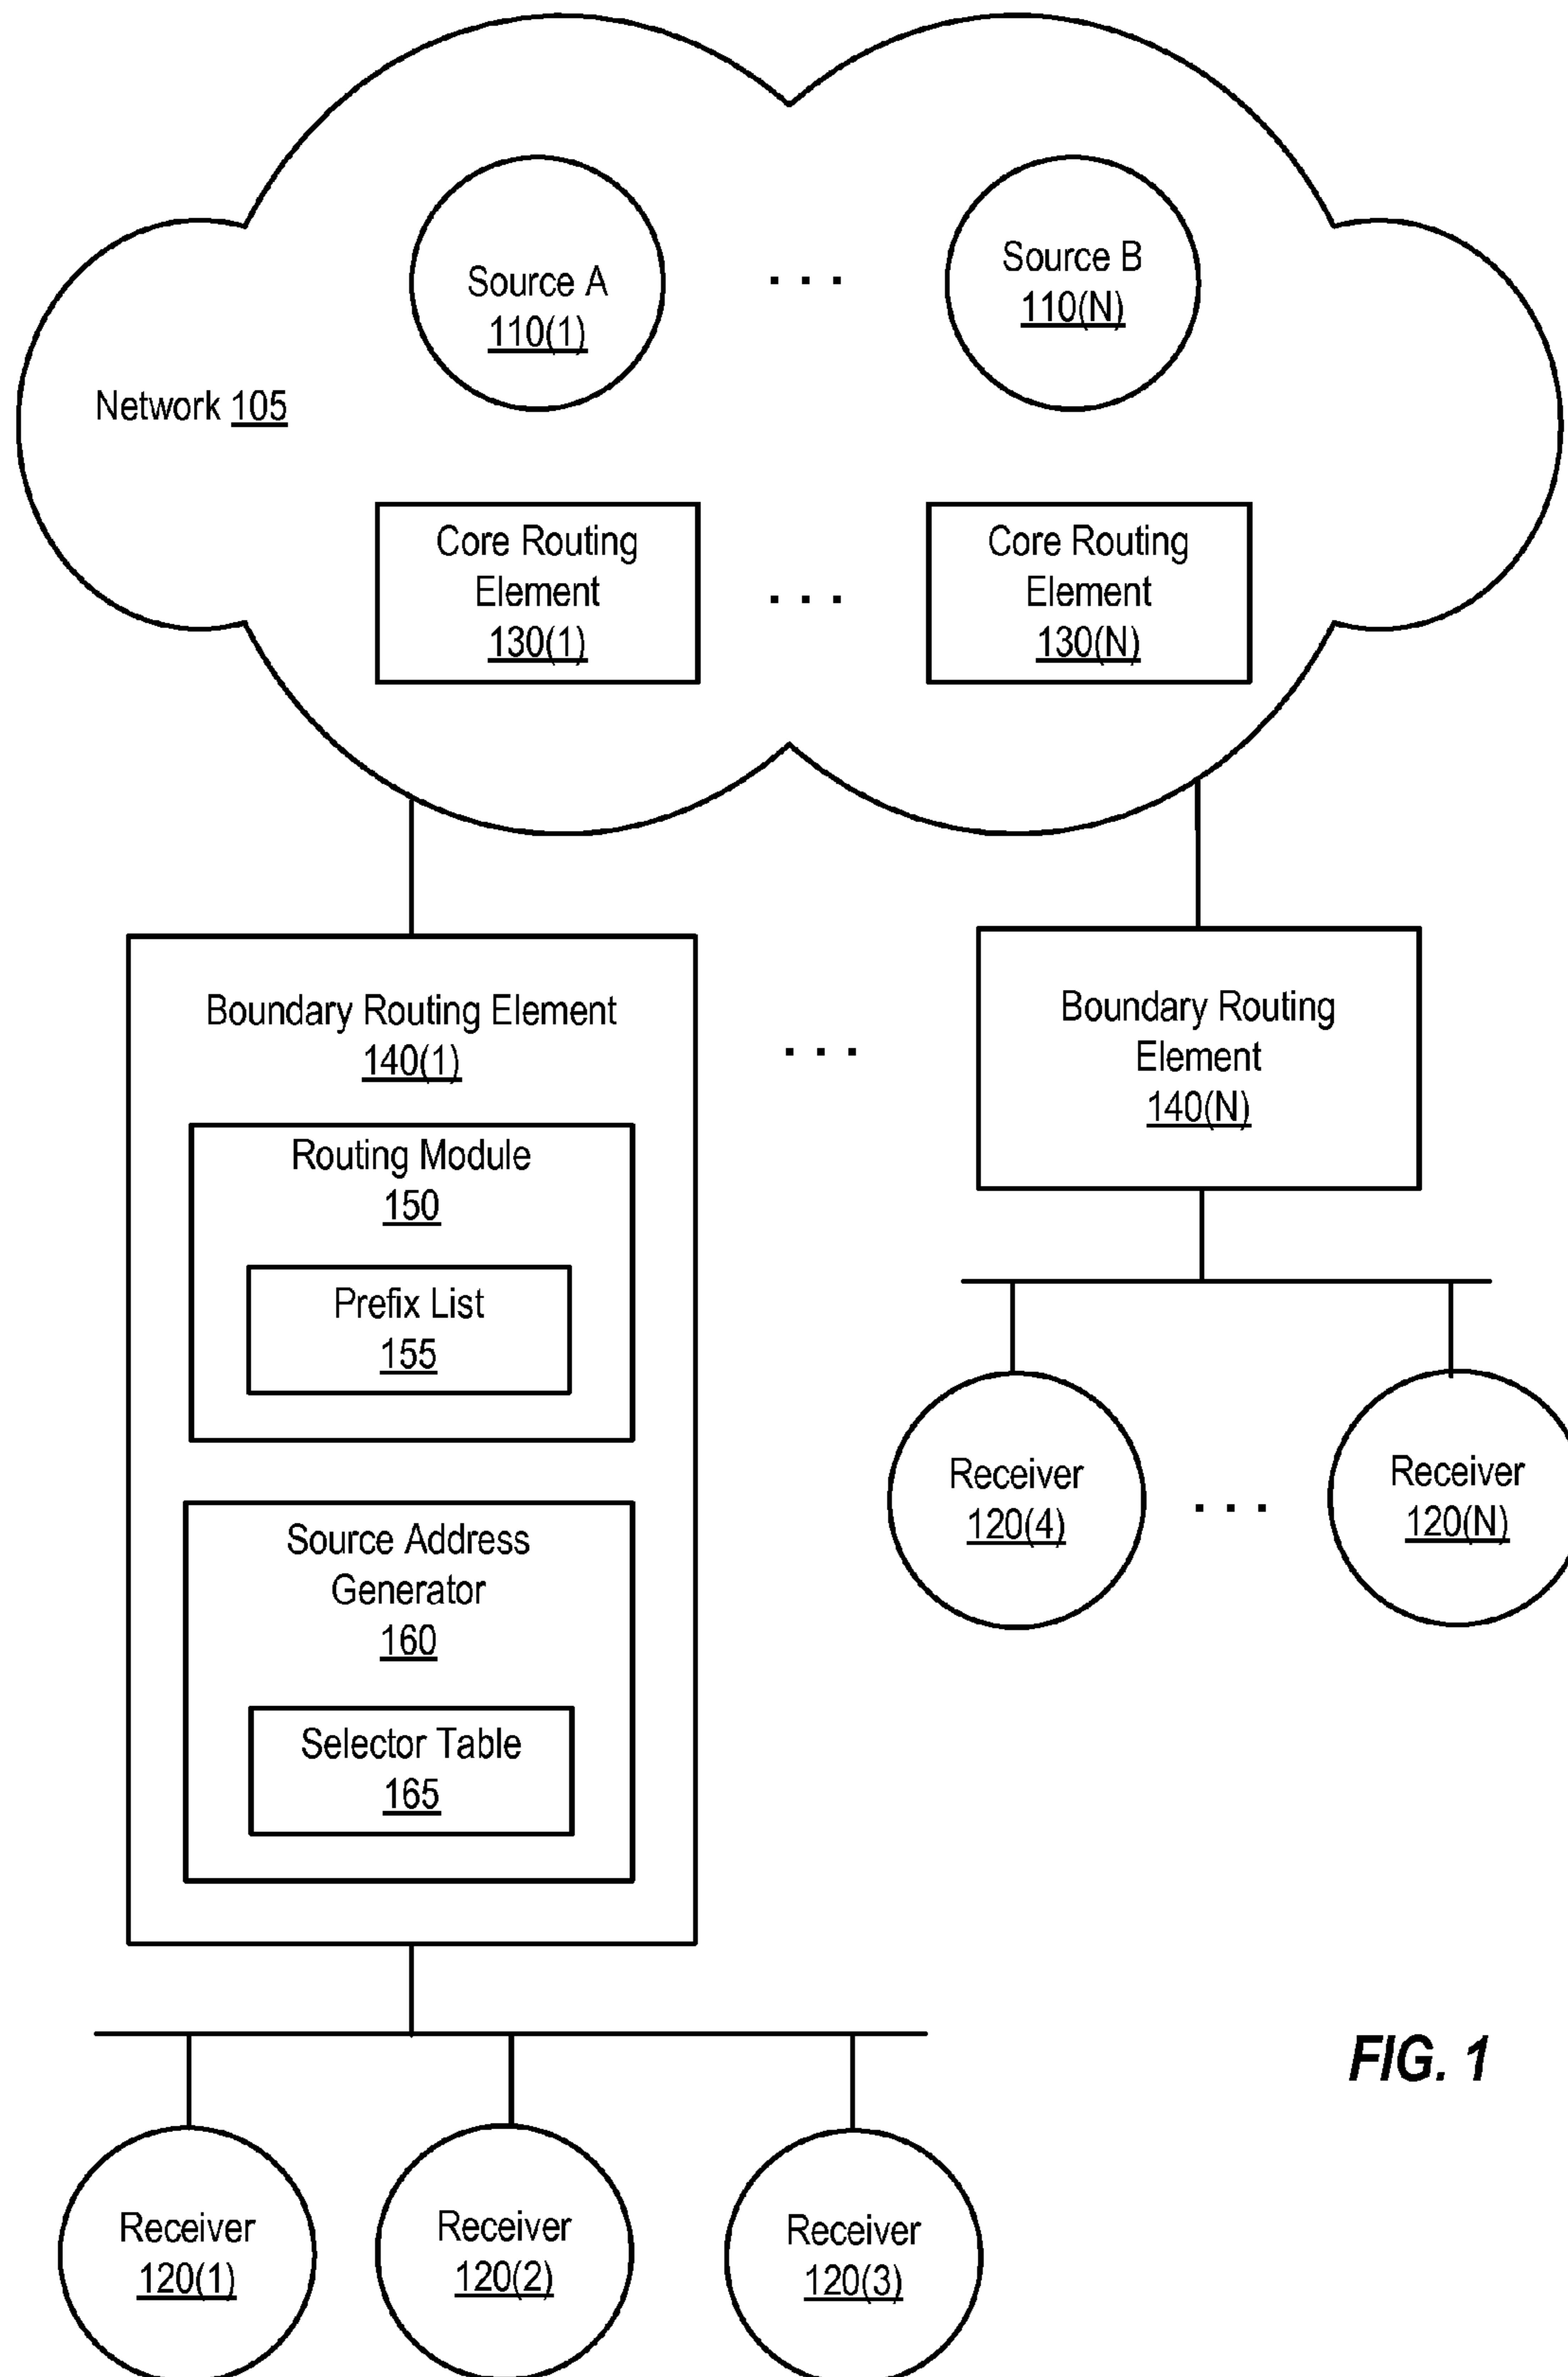 Source A
110(1)
. . .
Source B
110(N)
Network 105
Core Routing
Element
130(1)
. . .
Core Routing
Element
130(N)
Boundary Routing Element
140(1)
. . .
Boundary Routing
Element
140(N)
Routing Module
150
Prefix List
155
Source Address
Generator
160
Selector Table
165
Receiver
120(4)
. . .
Receiver
120(N)
Receiver
120(1)
Receiver
120(2)
Receiver
120(3)
FIG. 1